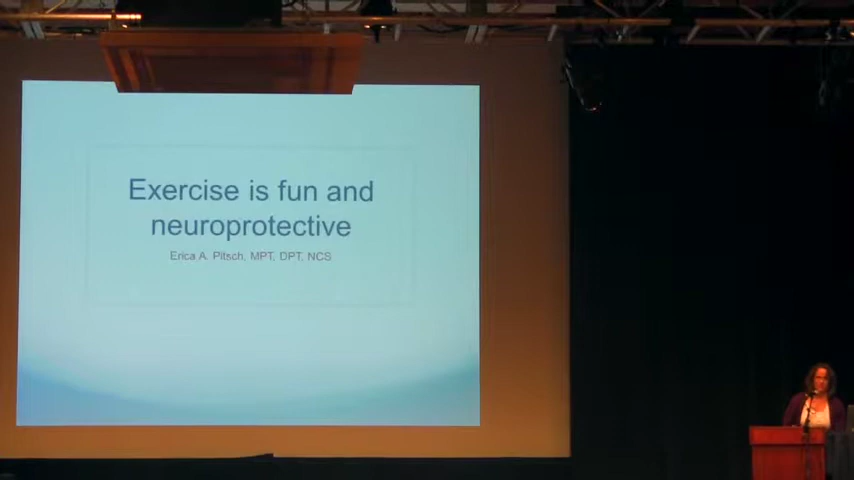 Exercise is fun and
neuroprotective
Erica A. Pitsch, MPT, DPT, NCS